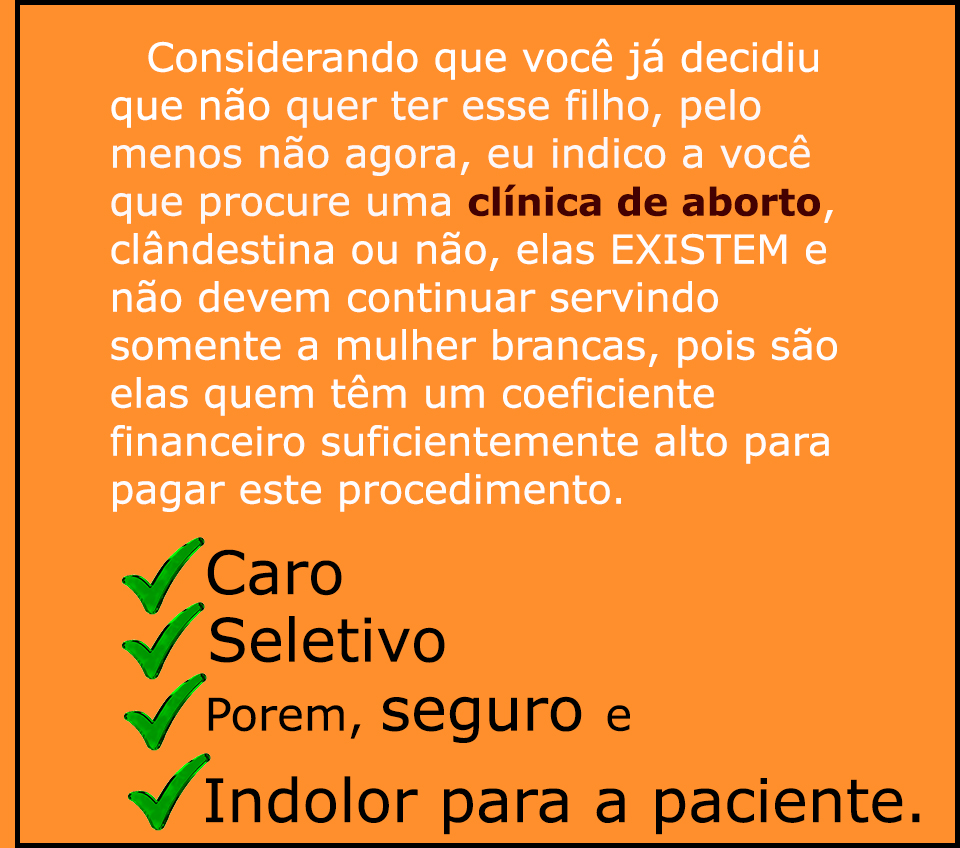 Considerando que você já decidiu
que não quer ter esse filho, pelo
menos não agora, eu indico a você
que procure uma clínica de aborto,
clândestina ou não, elas EXISTEM e
não devem continuar servindo
somente a mulher brancas, pois são
elas quem têm um coeficiente
financeiro suficientemente alto para
pagar este procedimento.
Caro
Seletivo
Porem, seguro e
Indolor para a paciente.